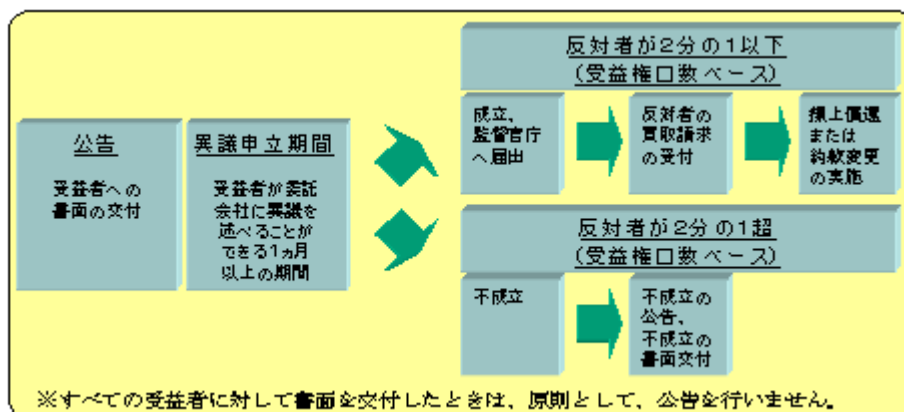 公告
受益者への
書面の交付
異議申立期間
受益者が委託
会社に異議を
述べることが
できる1ヵ月
以上の期間
反対者が2分の1以下
(受益権口数ベース)
成立、
監督官庁
へ届出
反対者の
買取請求
の受付
繰上償還
または
約款変更
の実施
反対者が2分の1超
(受益権口数ベース)
不成立
不成立の
公告、
不成立の
書面交付
※すべての受益者に対して書面を交付したときは、原則として、公告を行いません。